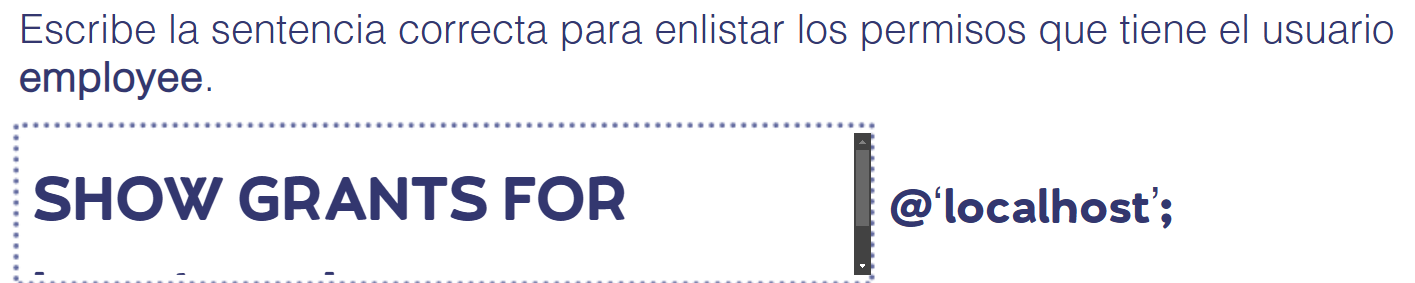 Escribe la sentencia correcta para enlistar los permisos que tiene el usuario
employee.
SHOW GRANTS FOR
@‘localhost’;